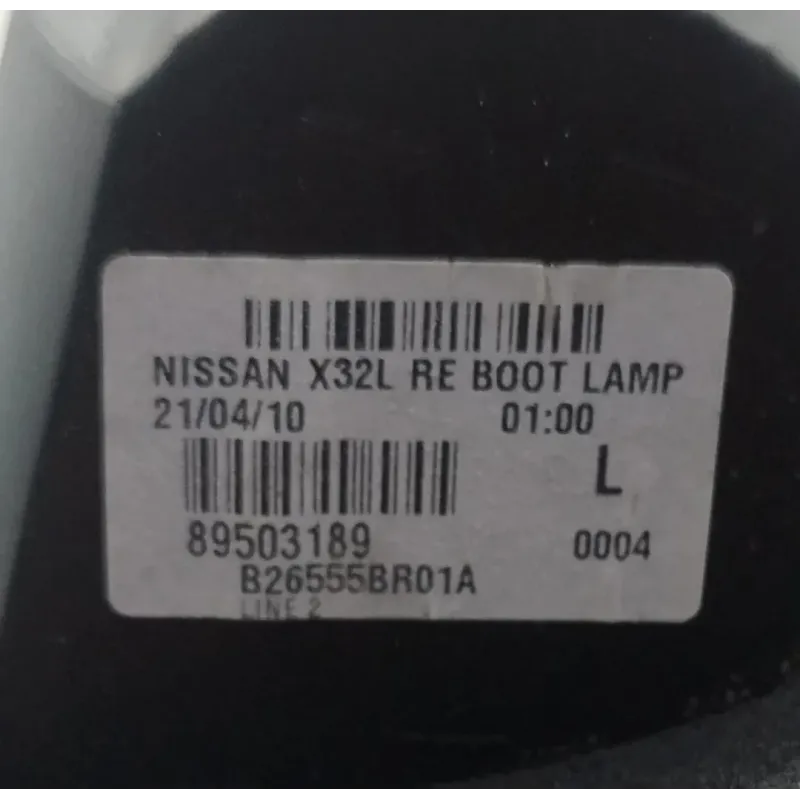 NISSAN X32L RE BOOT LAMP
21/04/10 01:00
L
89503189 0004
B26555BR01A
LINE 2